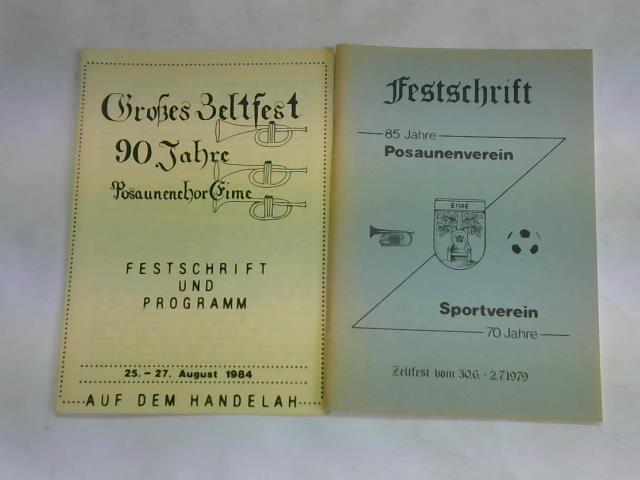 Großes Zeltfest
90 Jahre
Posaunenchor Eime
FESTSCHRIFT
UND
PROGRAMM
25. - 27. August 1984
AUF DEM HANDELAH
Festschrift
85 Jahre
Posaunenverein
EIME
Sportverein
70 Jahre
Zeltfest vom 30.6. - 2.7.1979